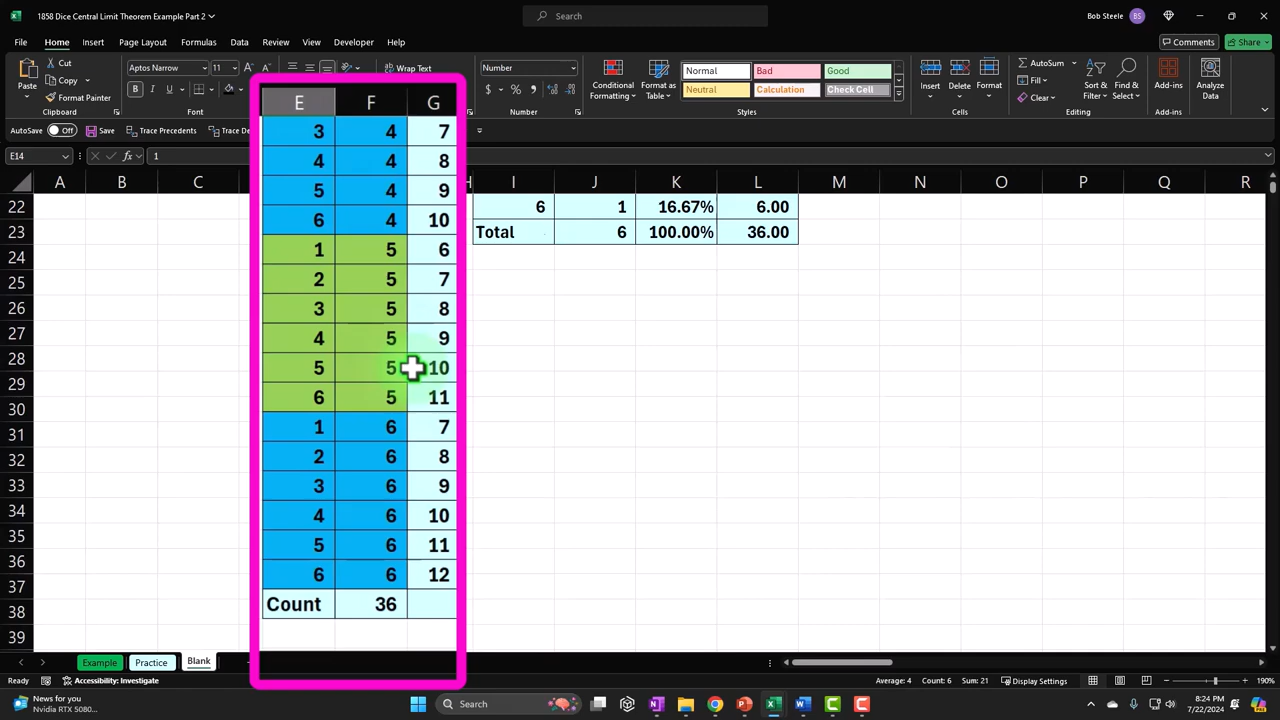 1858 Dice Central Limit Theorem Example Part 2
Search
Bob Steele BS
File Home Insert Page Layout Formulas Data Review View Developer Help
Comments Share
Paste Cut Copy Format Painter
Aptos Narrow 11 Wrap Text Number
B I U
$ % 9
Conditional Formatting Format as Table
Normal Bad Good
Neutral Calculation Check Cell
Insert Delete Format
AutoSum Fill Clear
Sort & Filter Find & Select
Add-ins Analyze Data
Clipboard Font Number Styles Cells Editing Add-ins
AutoSave Off Save Trace Precedents
E14 fx 1
A B C E F G H I J K L M N O P Q R
3 4 7
4 4 8
5 4 9
6 4 10
1 5 6
2 5 7
3 5 8
4 5 9
5 5 10
6 5 11
1 6 7
2 6 8
3 6 9
4 6 10
5 6 11
6 6 12
Count 36
22 6 1 16.67% 6.00
23 Total 6 100.00% 36.00
24
25
26
27
28
29
30
31
32
33
34
35
36
37
38
39
Example Practice Blank
Ready Accessibility: Investigate Average: 4 Count: 6 Sum: 21 Display Settings 190%
News for you
Nvidia RTX 5080...
Search
8:24 PM
7/22/2024